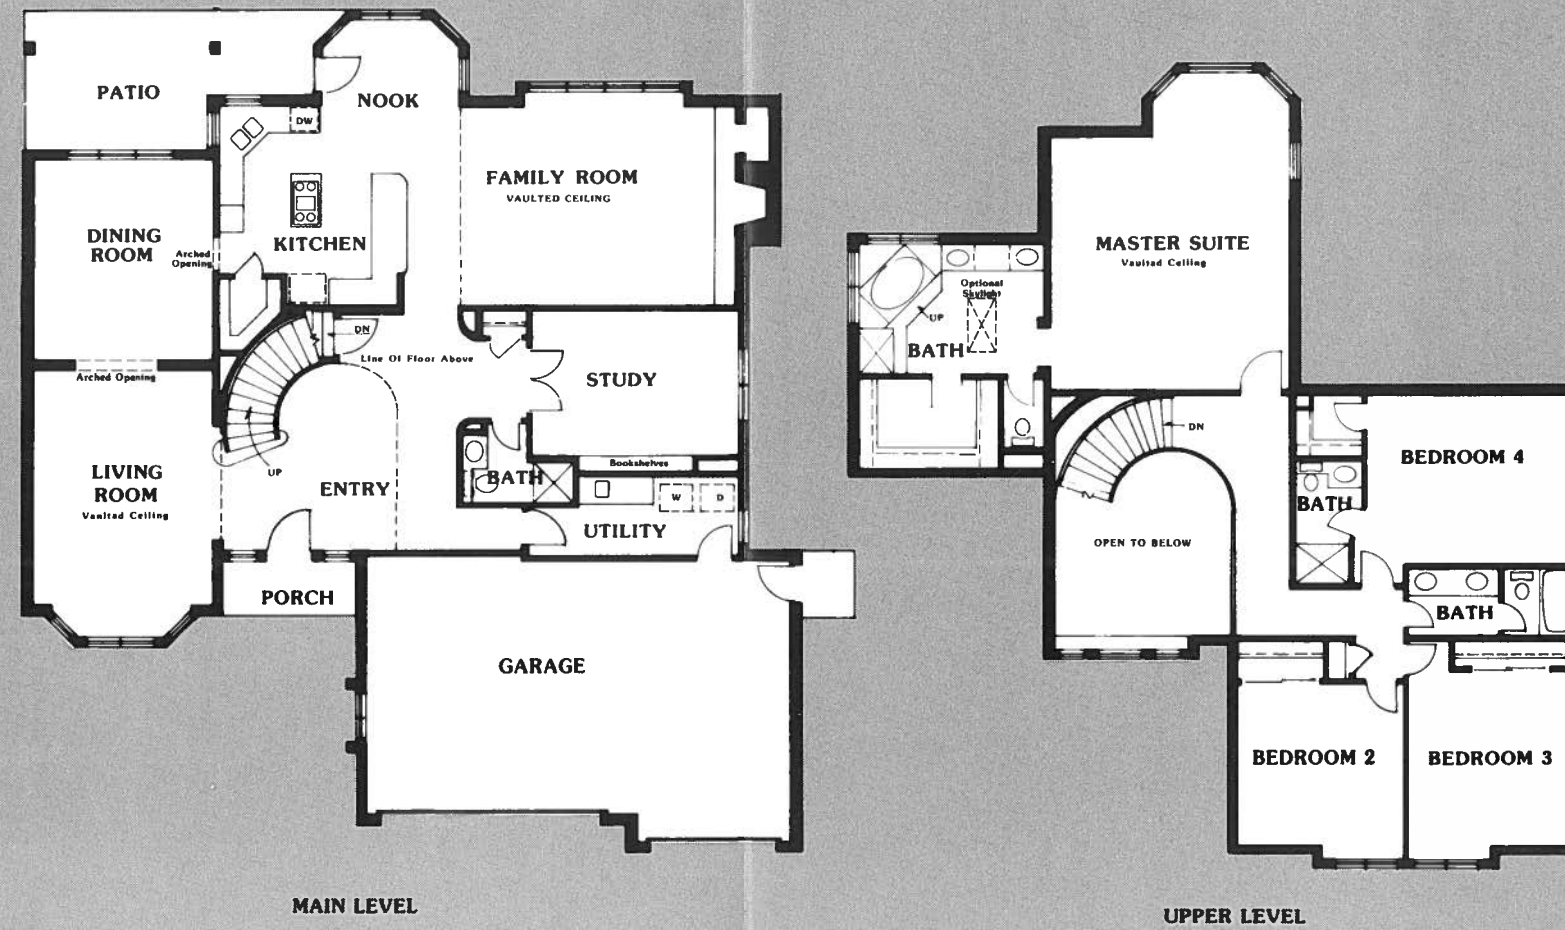 PATIO
NOOK
DW
FAMILY ROOM
VAULTED CEILING
DINING
ROOM
Arched
Opening
KITCHEN
DN
Line Of Floor Above
Arched Opening
STUDY
LIVING
ROOM
Vaulted Ceiling
UP
ENTRY
BATH
Bookshelves
W
D
UTILITY
PORCH
GARAGE
MAIN LEVEL
MASTER SUITE
Vaulted Ceiling
Optional
Skylight
UP
BATH
DN
BEDROOM 4
BATH
OPEN TO BELOW
BATH
BEDROOM 2
BEDROOM 3
UPPER LEVEL